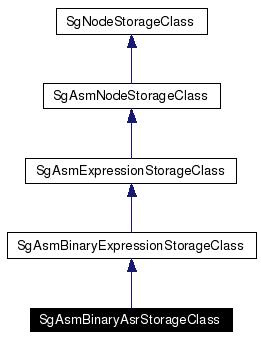 SgNodeStorageClass
SgAsmNodeStorageClass
SgAsmExpressionStorageClass
SgAsmBinaryExpressionStorageClass
SgAsmBinaryAsrStorageClass